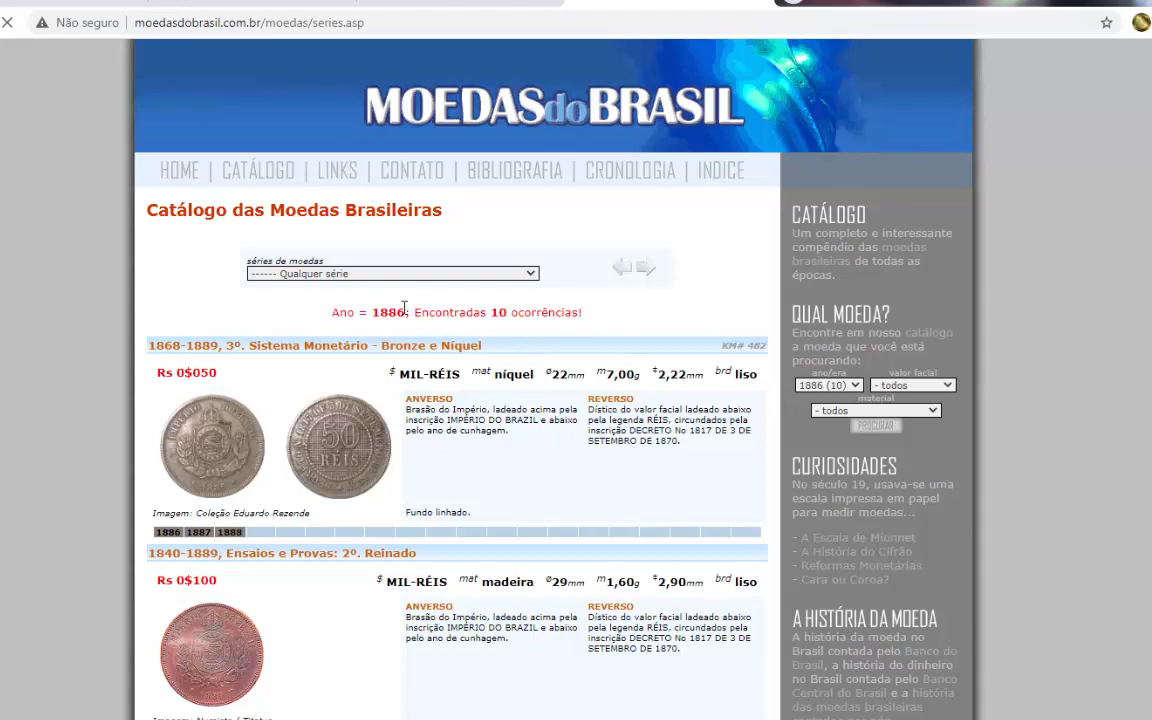 Não seguro
moedasdobrasil.com.br/moedas/series.asp
MOEDASdoBRASIL
HOME | CATÁLOGO | LINKS | CONTATO | BIBLIOGRAFIA | CRONOLOGIA | INDICE
Catálogo das Moedas Brasileiras
séries de moedas
------ Qualquer série
Ano = 1886; Encontradas 10 ocorrências!
1868-1889, 3º. Sistema Monetário - Bronze e Níquel
KM# 482
Rs 0$050
$ MIL-RÉIS mat níquel ø22mm m7,00g ‡2,22mm brd liso
ANVERSO
Brasão do Império, ladeado acima pela
inscrição IMPÉRIO DO BRAZIL e abaixo
pelo ano de cunhagem.
Fundo linhado.
REVERSO
Dístico do valor facial ladeado abaixo
pela legenda RÉIS, circundados pela
inscrição DECRETO No 1817 DE 3 DE
SETEMBRO DE 1870.
50
RÉIS
Imagem: Coleção Eduardo Rezende
1886 1887 1888
1840-1889, Ensaios e Provas: 2º. Reinado
Rs 0$100
$ MIL-RÉIS mat madeira ø29mm m1,60g ‡2,90mm brd liso
ANVERSO
Brasão do Império, ladeado acima pela
inscrição IMPÉRIO DO BRAZIL e abaixo
pelo ano de cunhagem.
REVERSO
Dístico do valor facial ladeado abaixo
pela legenda RÉIS, circundados pela
inscrição DECRETO No 1817 DE 3 DE
SETEMBRO DE 1870.
CATÁLOGO
Um completo e interessante
compêndio das moedas
brasileiras de todas as
épocas.
QUAL MOEDA?
Encontre em nosso catálogo
a moeda que você está
procurando:
ano/era valor facial
1886 (10) - todos
material
- todos
PROCURAR
CURIOSIDADES
No século 19, usava-se uma
escala impressa em papel
para medir moedas...
- A Escala de Mionnet
- A História do Cifrão
- Reformas Monetárias
- Cara ou Coroa?
A HISTÓRIA DA MOEDA
A história da moeda no
Brasil contada pelo Banco do
Brasil, a história do dinheiro
no Brasil contada pelo Banco
Central do Brasil e a história
das moedas brasileiras